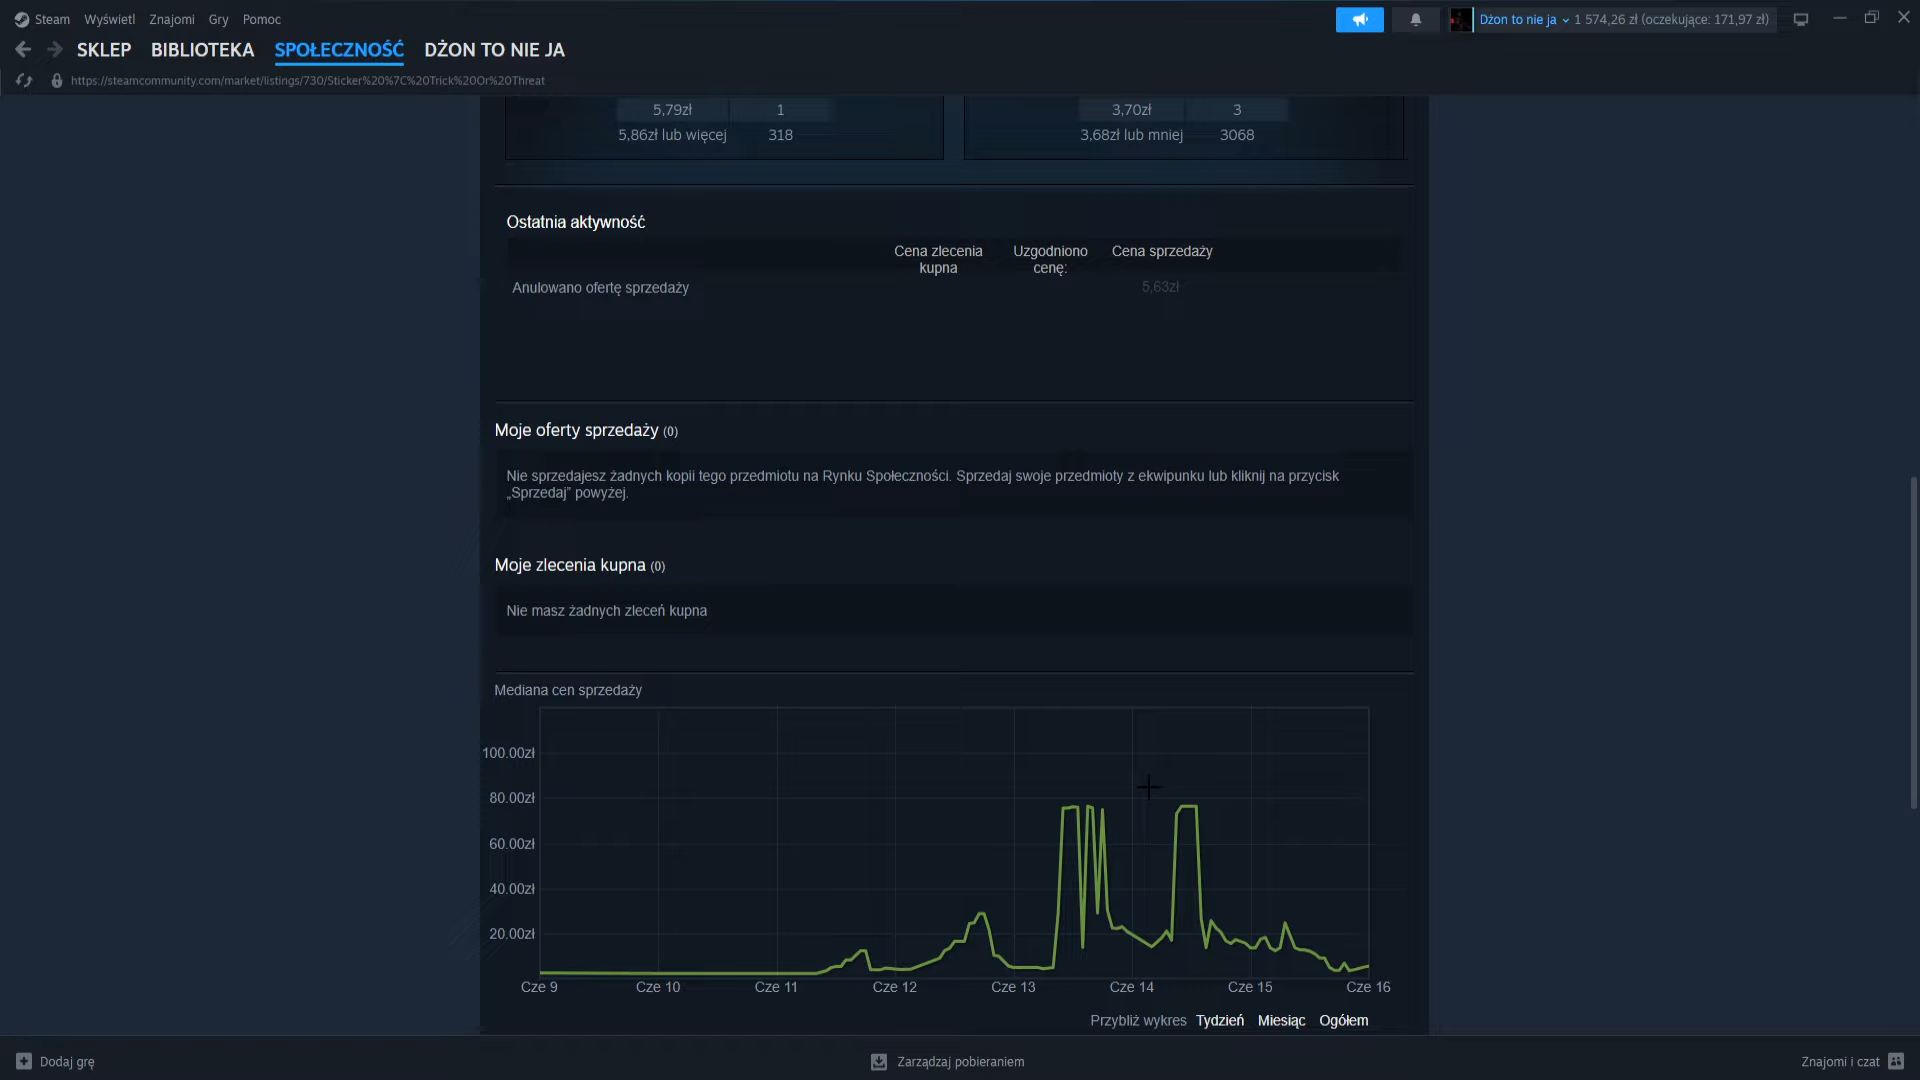 Steam Wyświetl Znajomi Gry Pomoc
Dżon to nie ja 1 574,26 zł (oczekujące: 171,97 zł)
SKLEP BIBLIOTEKA SPOŁECZNOŚĆ DŻON TO NIE JA
https://steamcommunity.com/market/listings/730/Sticker%20%7C%20Trick%20Or%20Threat
5,79zł 1
5,86zł lub więcej 318
3,70zł 3
3,68zł lub mniej 3068
Ostatnia aktywność
Cena zlecenia
kupna
Uzgodniono
cenę:
Cena sprzedaży
Anulowano ofertę sprzedaży 5,63zł
Moje oferty sprzedaży (0)
Nie sprzedajesz żadnych kopii tego przedmiotu na Rynku Społeczności. Sprzedaj swoje przedmioty z ekwipunku lub kliknij na przycisk
„Sprzedaj” powyżej.
Moje zlecenia kupna (0)
Nie masz żadnych zleceń kupna
Mediana cen sprzedaży
100.00zł
80.00zł
60.00zł
40.00zł
20.00zł
Cze 9 Cze 10 Cze 11 Cze 12 Cze 13 Cze 14 Cze 15 Cze 16
Przybliż wykres Tydzień Miesiąc Ogółem
Dodaj grę Zarządzaj pobieraniem Znajomi i czat